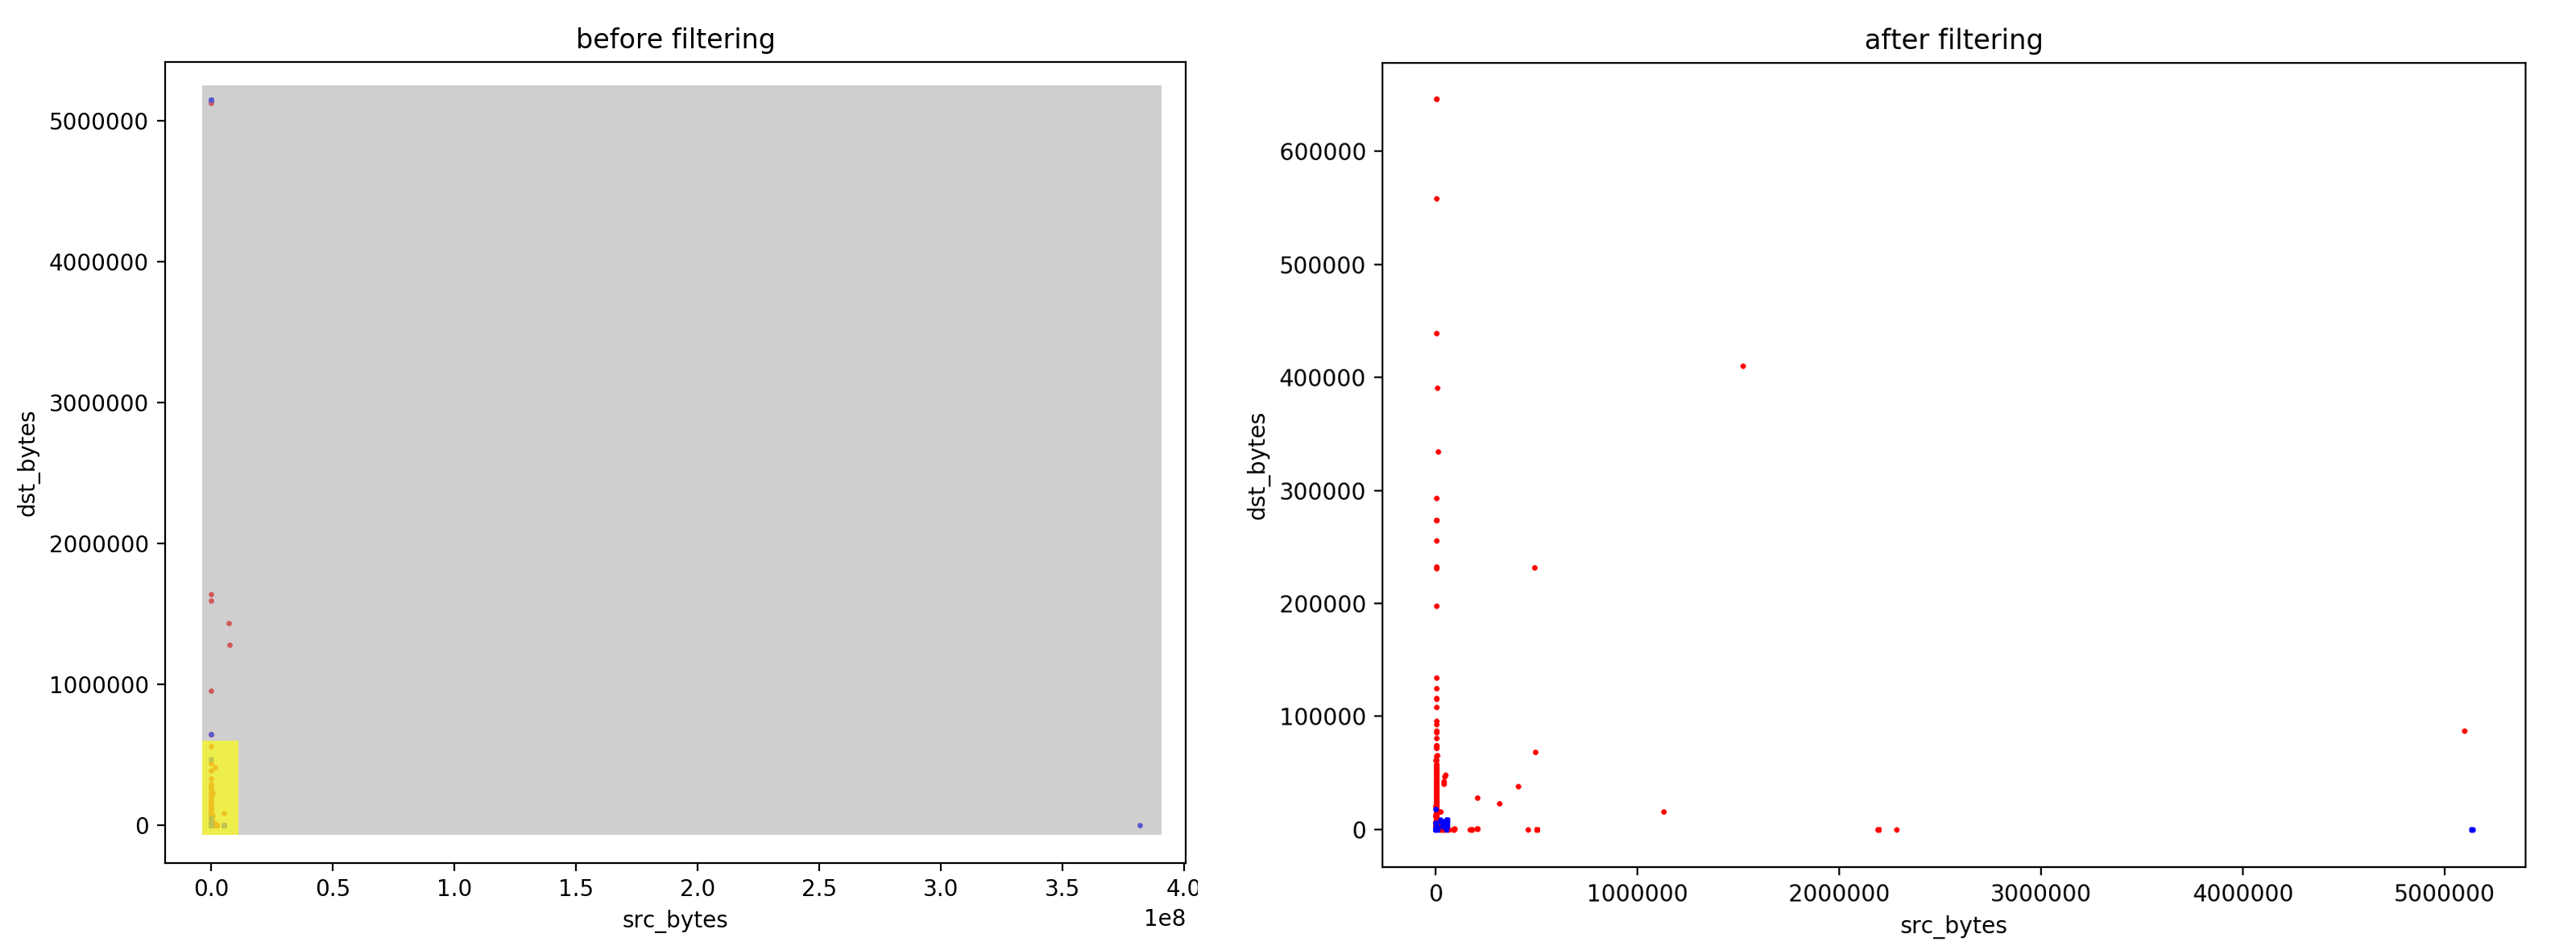 before filtering
dst_bytes
5000000
4000000
3000000
2000000
1000000
0
0.0 0.5 1.0 1.5 2.0 2.5 3.0 3.5 4.0
1e8
src_bytes
after filtering
dst_bytes
600000
500000
400000
300000
200000
100000
0
0 1000000 2000000 3000000 4000000 5000000
src_bytes